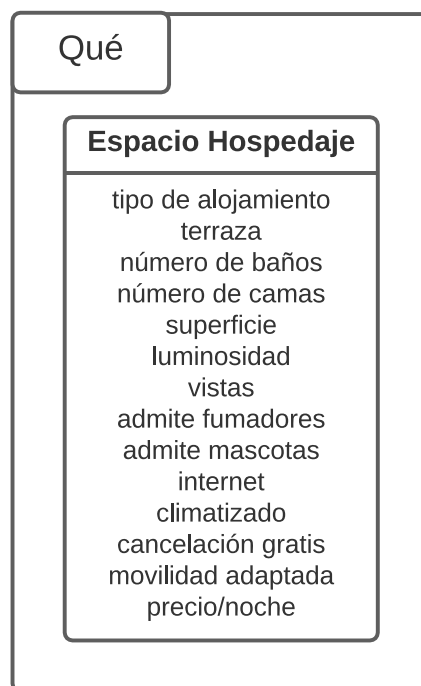 Qué
Espacio Hospedaje
tipo de alojamiento
terraza
número de baños
número de camas
superficie
luminosidad
vistas
admite fumadores
admite mascotas
internet
climatizado
cancelación gratis
movilidad adaptada
precio/noche